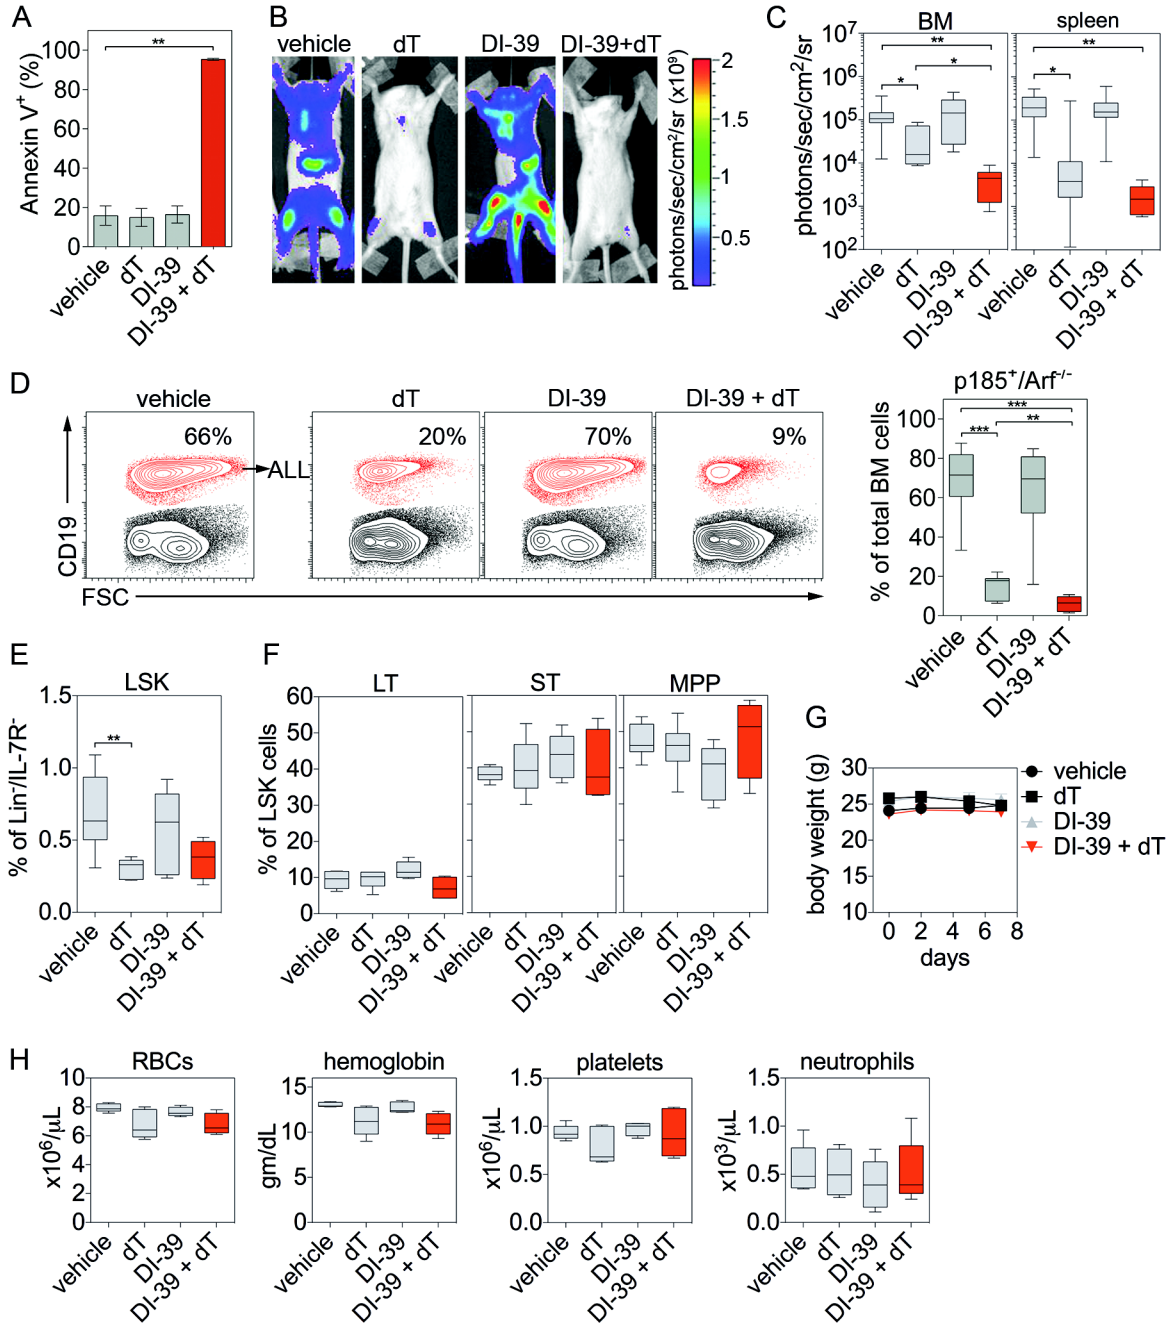 A
Annexin V⁺ (%)
100
80
60
40
20
0
**
vehicle
dT
DI-39
DI-39 + dT
B
vehicle
dT
DI-39
DI-39+dT
2
1.5
1
0.5
photons/sec/cm²/sr (x10⁹)
C
BM
spleen
photons/sec/cm²/sr
10⁷
10⁶
10⁵
10⁴
10³
10²
**
*
*
**
*
vehicle
dT
DI-39
DI-39 + dT
vehicle
dT
DI-39
DI-39 + dT
D
vehicle
dT
DI-39
DI-39 + dT
66%
20%
70%
9%
ALL
CD19
FSC
p185⁺/Arf⁻/⁻
% of total BM cells
100
80
60
40
20
0
***
**
***
vehicle
dT
DI-39
DI-39 + dT
E
LSK
% of Lin⁻/IL-7R⁻
1.5
1.0
0.5
0.0
**
vehicle
dT
DI-39
DI-39 + dT
F
LT
ST
MPP
% of LSK cells
60
50
40
30
20
10
0
vehicle
dT
DI-39
DI-39 + dT
vehicle
dT
DI-39
DI-39 + dT
vehicle
dT
DI-39
DI-39 + dT
G
body weight (g)
30
25
20
15
10
0 2 4 6 8
days
vehicle
dT
DI-39
DI-39 + dT
H
RBCs
x10⁶/µL
10
8
6
4
2
0
vehicle
dT
DI-39
DI-39 + dT
hemoglobin
gm/dL
15
10
5
0
vehicle
dT
DI-39
DI-39 + dT
platelets
x10⁶/µL
1.5
1.0
0.5
0.0
vehicle
dT
DI-39
DI-39 + dT
neutrophils
x10³/µL
1.5
1.0
0.5
0.0
vehicle
dT
DI-39
DI-39 + dT